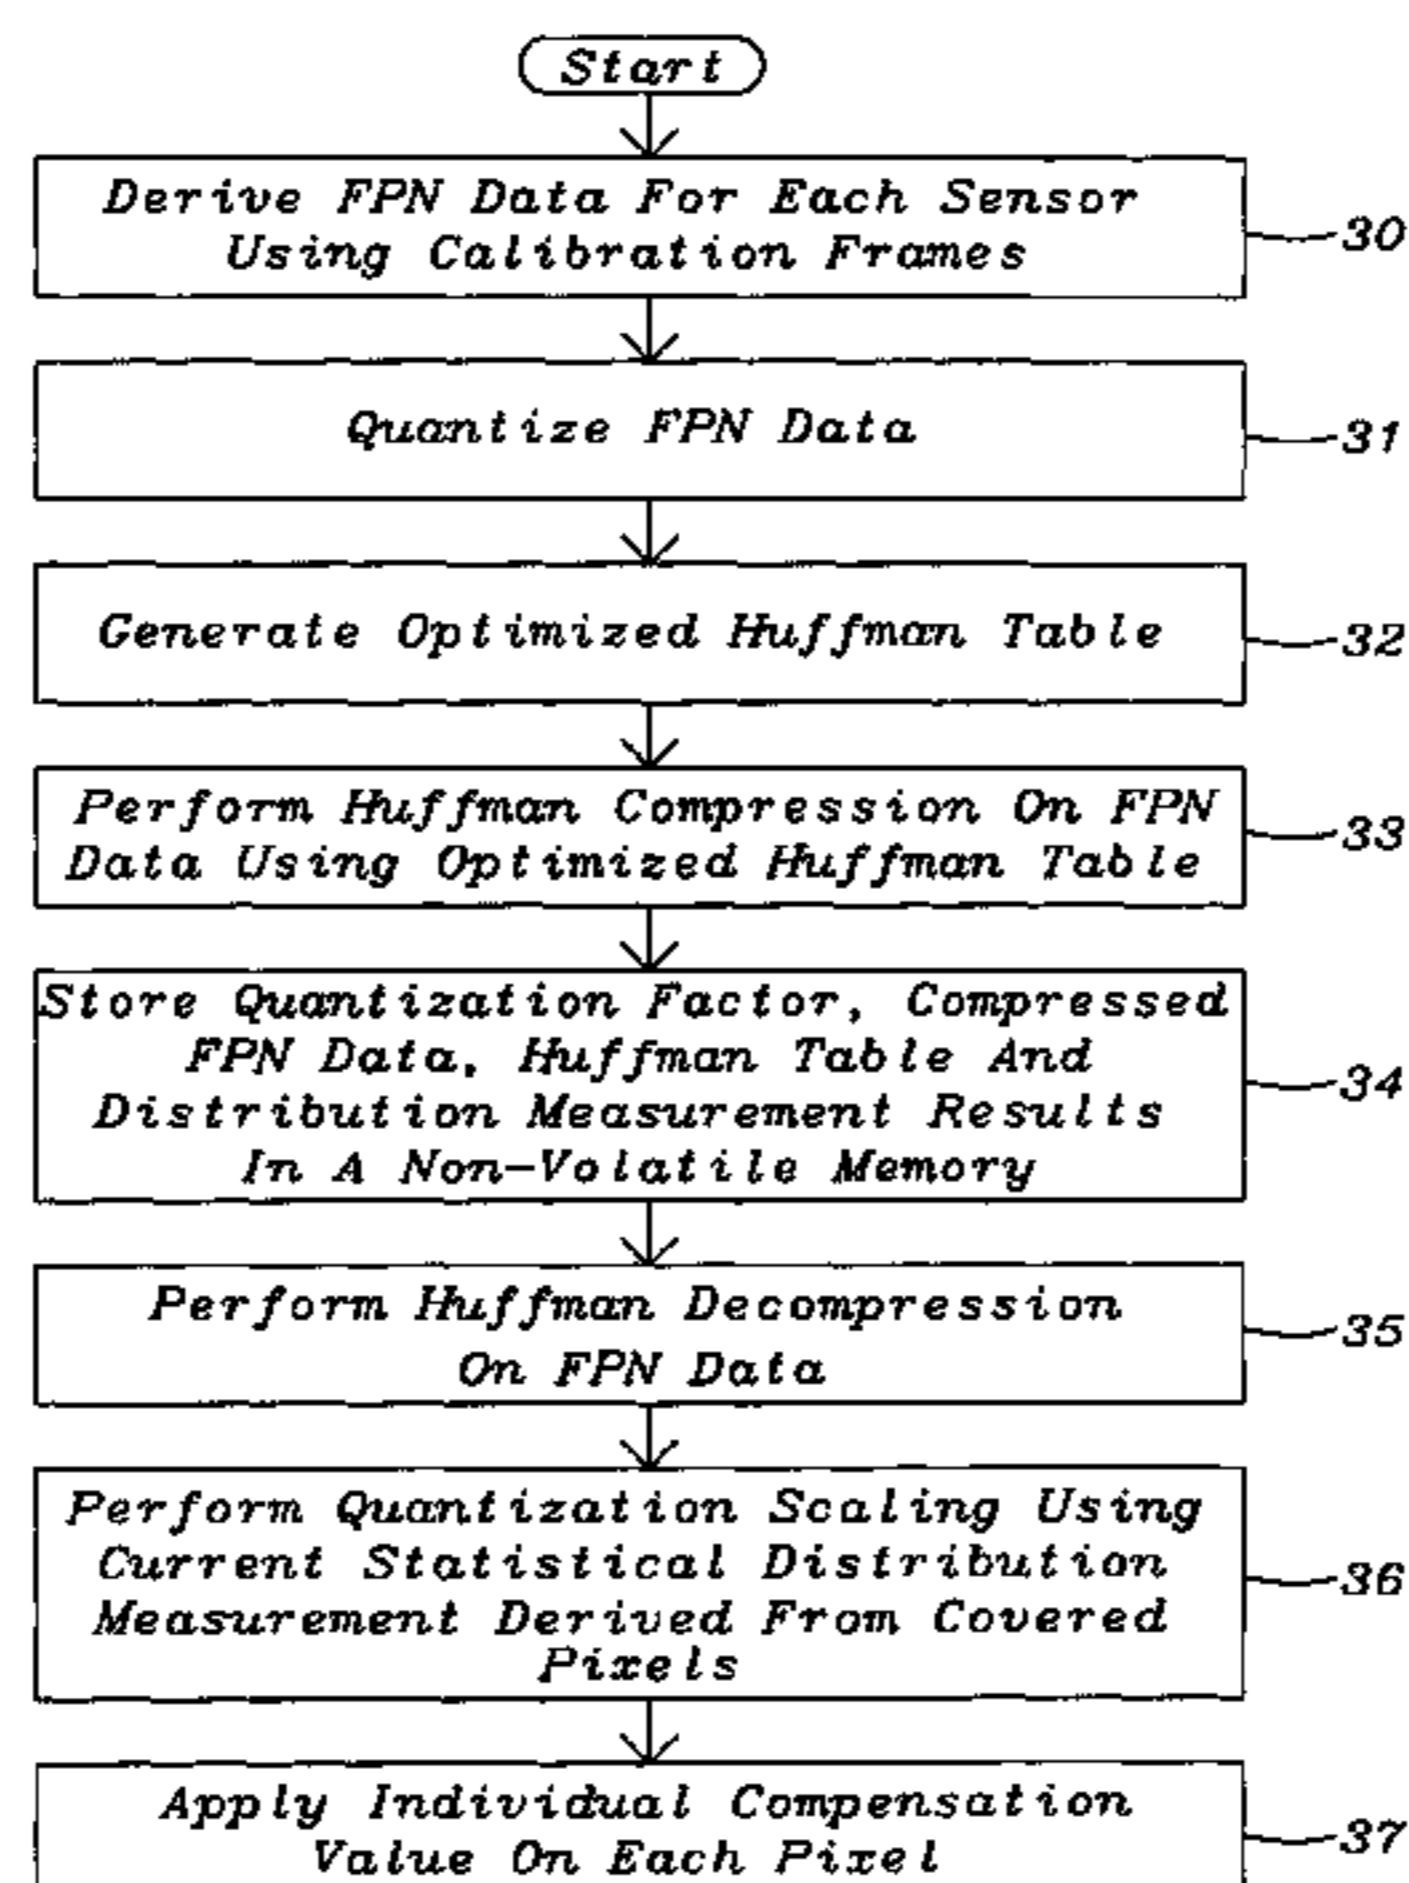 Start
Derive FPN Data For Each Sensor
Using Calibration Frames
30
Quantize FPN Data
31
Generate Optimized Huffman Table
32
Perform Huffman Compression On FPN
Data Using Optimized Huffman Table
33
Store Quantization Factor, Compressed
FPN Data, Huffman Table And
Distribution Measurement Results
In A Non-Volatile Memory
34
Perform Huffman Decompression
On FPN Data
35
Perform Quantization Scaling Using
Current Statistical Distribution
Measurement Derived From Covered
Pixels
36
Apply Individual Compensation
Value On Each Pixel
37